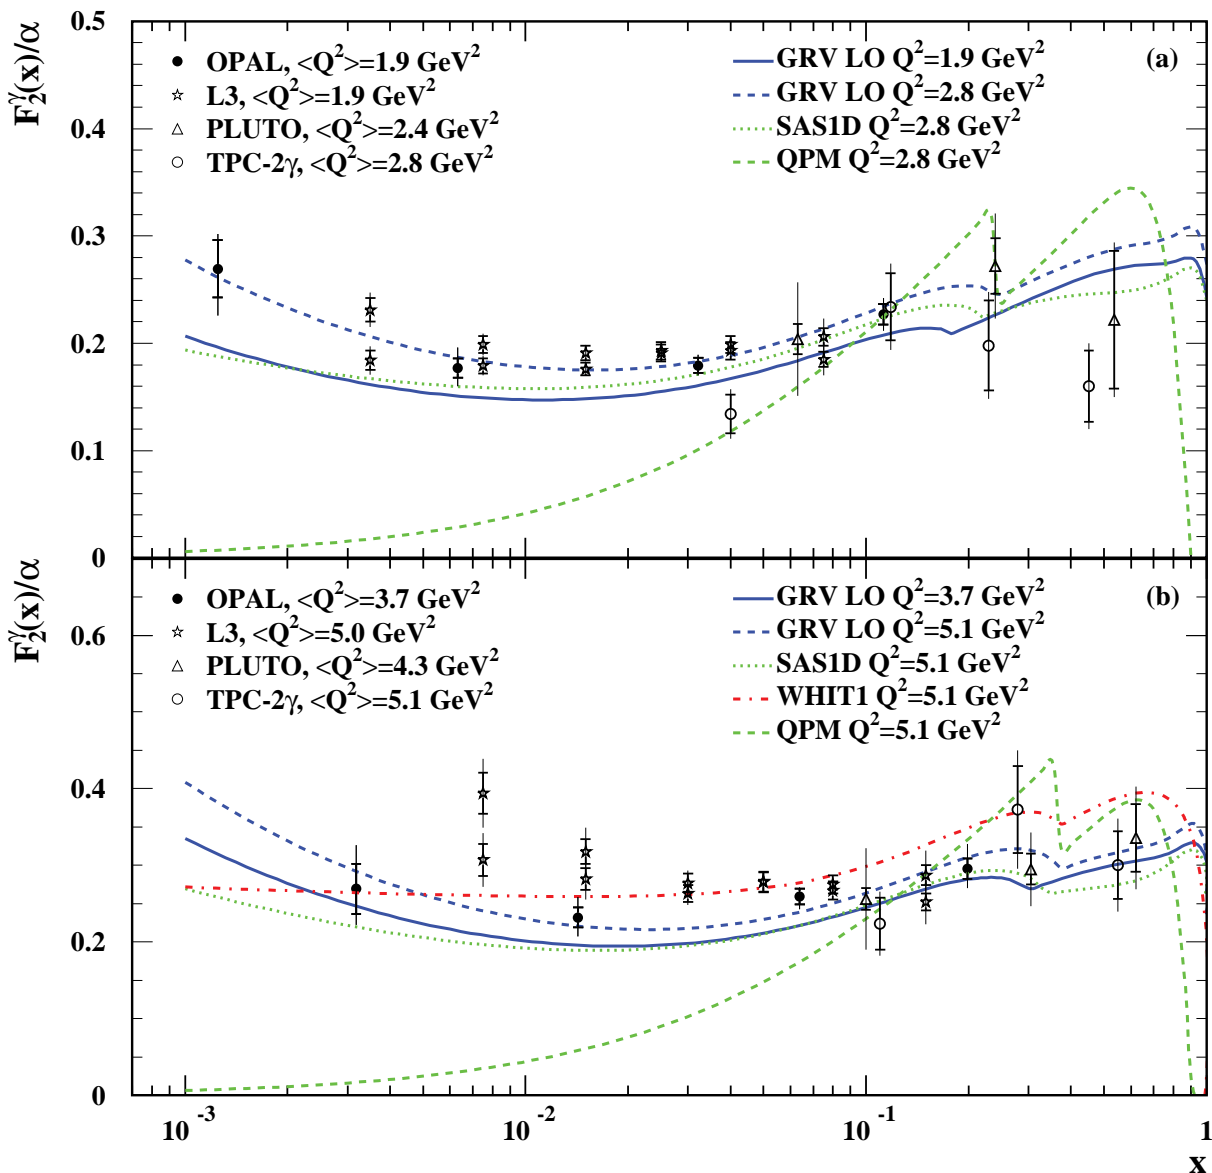 F₂^γ(x)/α
0.5
0.4
0.3
0.2
0.1
0
OPAL, <Q²>=1.9 GeV²
L3, <Q²>=1.9 GeV²
PLUTO, <Q²>=2.4 GeV²
TPC-2γ, <Q²>=2.8 GeV²
GRV LO Q²=1.9 GeV²
GRV LO Q²=2.8 GeV²
SAS1D Q²=2.8 GeV²
QPM Q²=2.8 GeV²
(a)
F₂^γ(x)/α
0.6
0.4
0.2
0
OPAL, <Q²>=3.7 GeV²
L3, <Q²>=5.0 GeV²
PLUTO, <Q²>=4.3 GeV²
TPC-2γ, <Q²>=5.1 GeV²
GRV LO Q²=3.7 GeV²
GRV LO Q²=5.1 GeV²
SAS1D Q²=5.1 GeV²
WHIT1 Q²=5.1 GeV²
QPM Q²=5.1 GeV²
(b)
10⁻³ 10⁻² 10⁻¹ 1
x